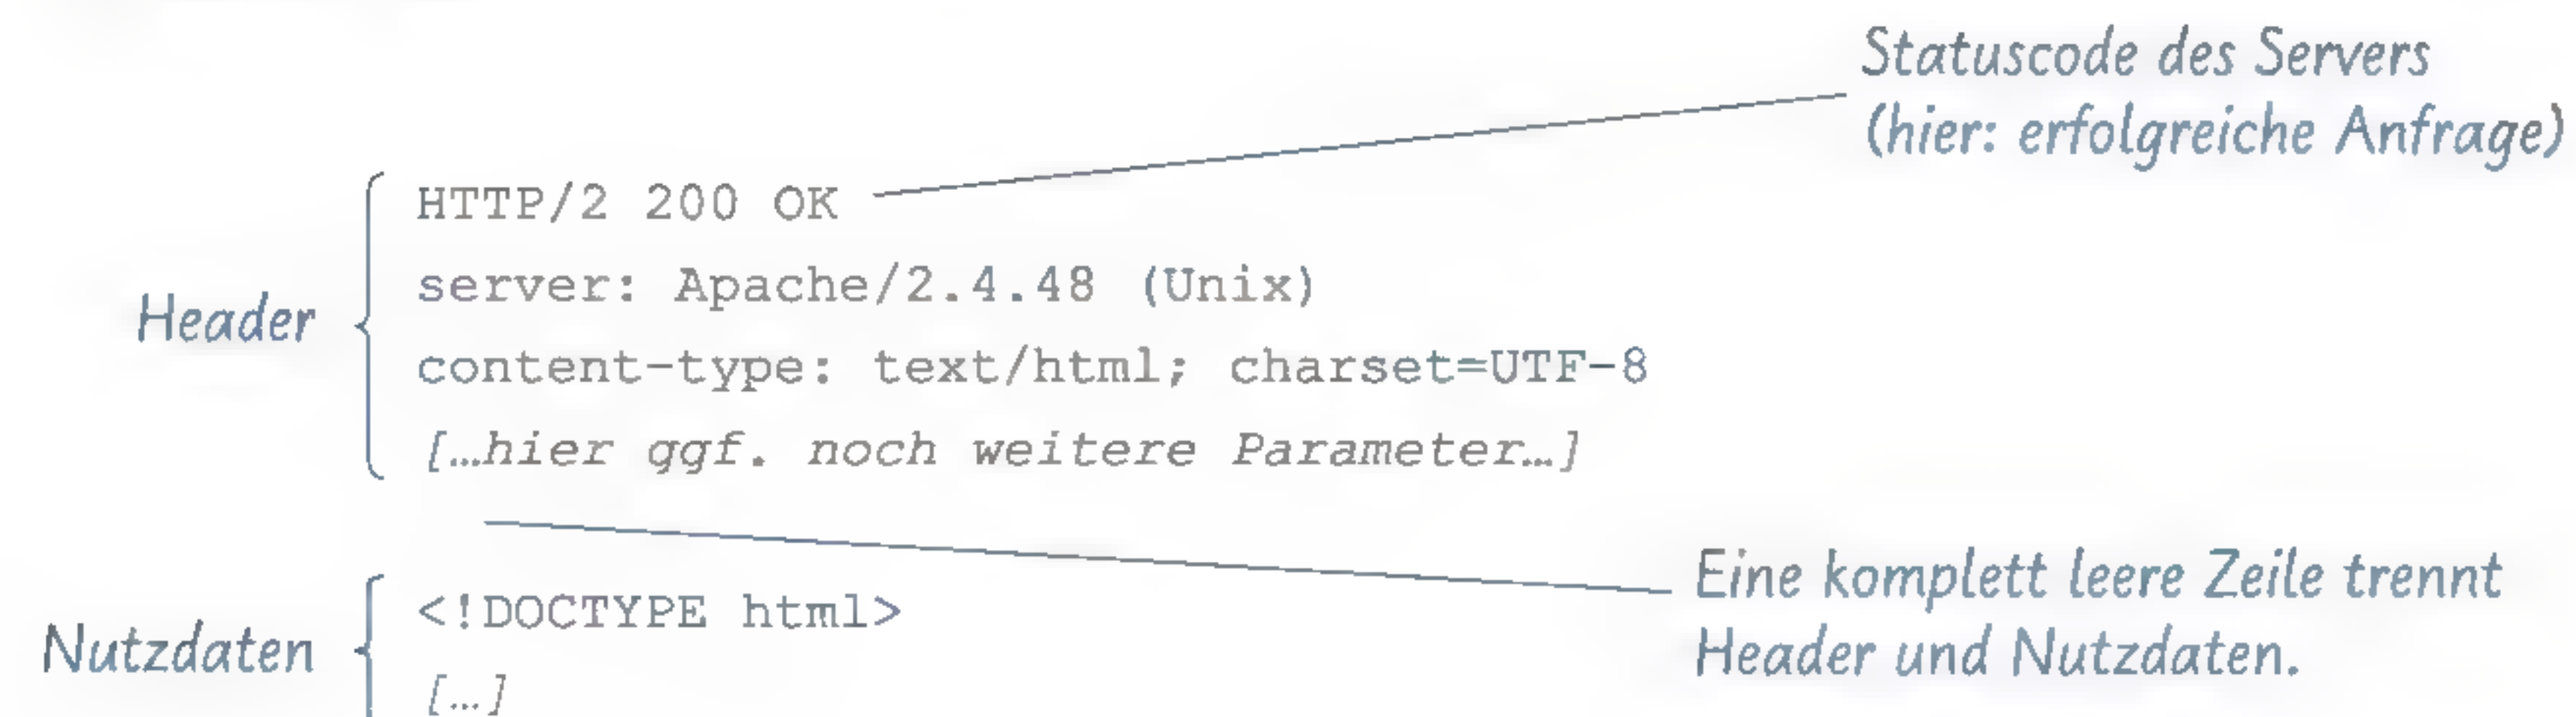 Statuscode des Servers
(hier: erfolgreiche Anfrage)
HTTP/2 200 OK
server: Apache/2.4.48 (Unix)
Header
content-type: text/html; charset=UTF-8
[…hier ggf. noch weitere Parameter…]
Eine komplett leere Zeile trennt
Header und Nutzdaten.
<!DOCTYPE html>
Nutzdaten
[…]